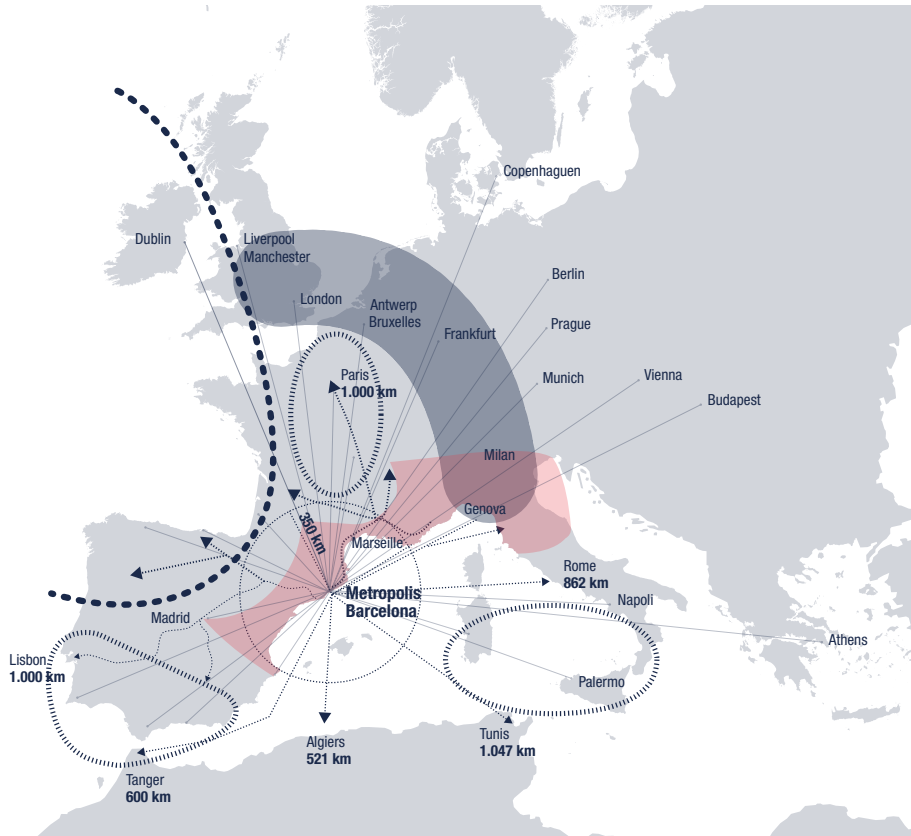 Copenhaguen
Dublin
Liverpool
Manchester
Berlin
London
Antwerp
Bruxelles
Prague
Frankfurt
Paris
1.000 km
Munich
Vienna
Budapest
Milan
Genova
350 km
Marseille
Rome
862 km
Metropolis
Barcelona
Napoli
Madrid
Athens
Lisbon
1.000 km
Palermo
Algiers
521 km
Tunis
1.047 km
Tanger
600 km